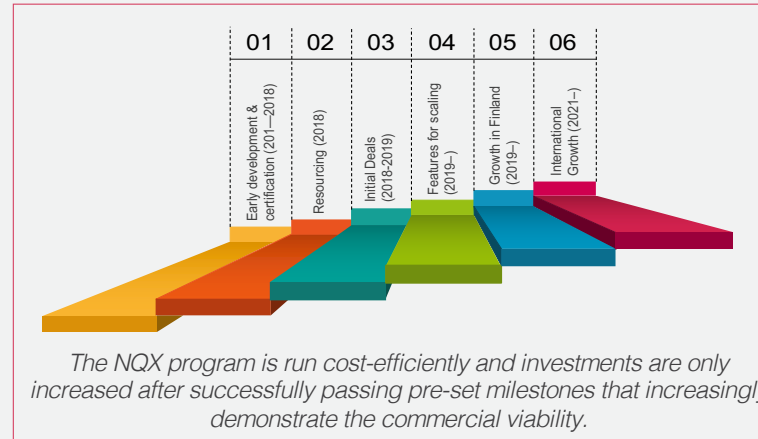 01 02 03 04 05 06
Early development &
certification (201—2018)
Resourcing (2018)
Initial Deals
(2018-2019)
Features for scaling
(2019–)
Growth in Finland
(2019–)
International
Growth (2021–)
The NQX program is run cost-efficiently and investments are only
increased after successfully passing pre-set milestones that increasingly
demonstrate the commercial viability.